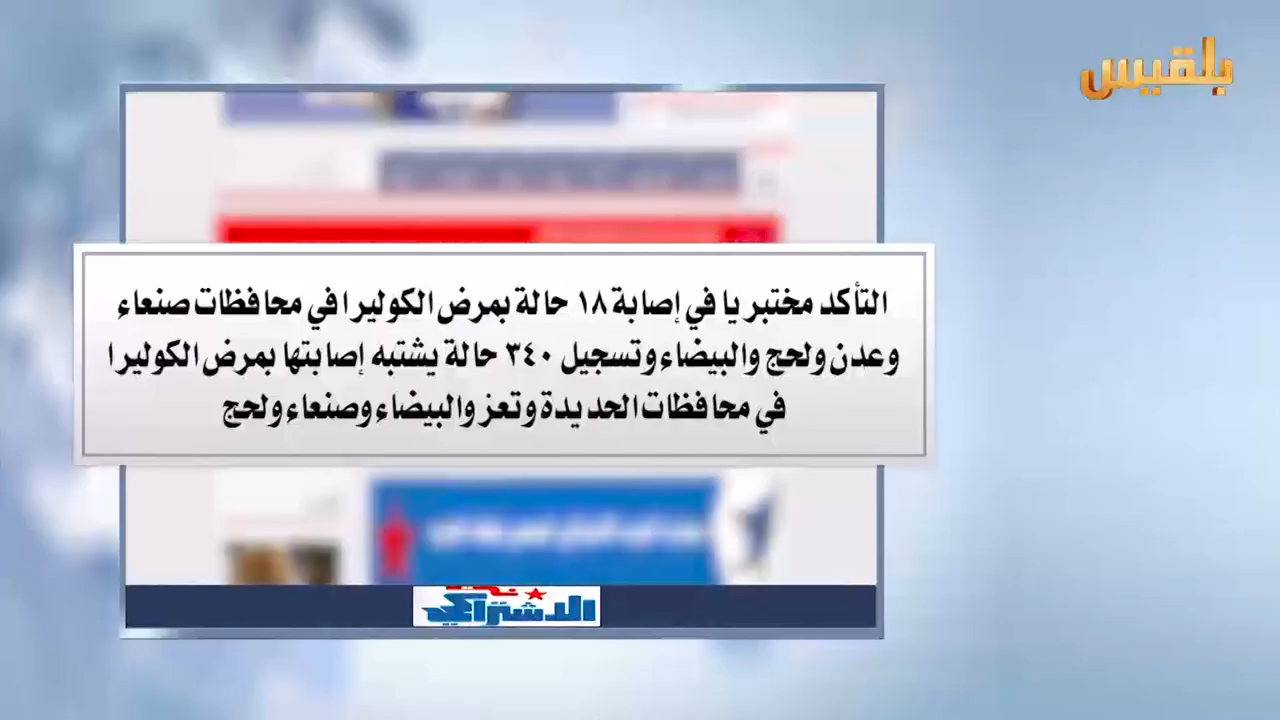 بلقيس
التأكد مختبريا في إصابة ١٨ حالة بمرض الكوليرا في محافظات صنعاء
وعدن ولحج والبيضاء وتسجيل ٣٤٠ حالة يشتبه إصابتها بمرض الكوليرا
في محافظات الحديدة وتعز والبيضاء وصنعاء ولحج
الاشتراكي